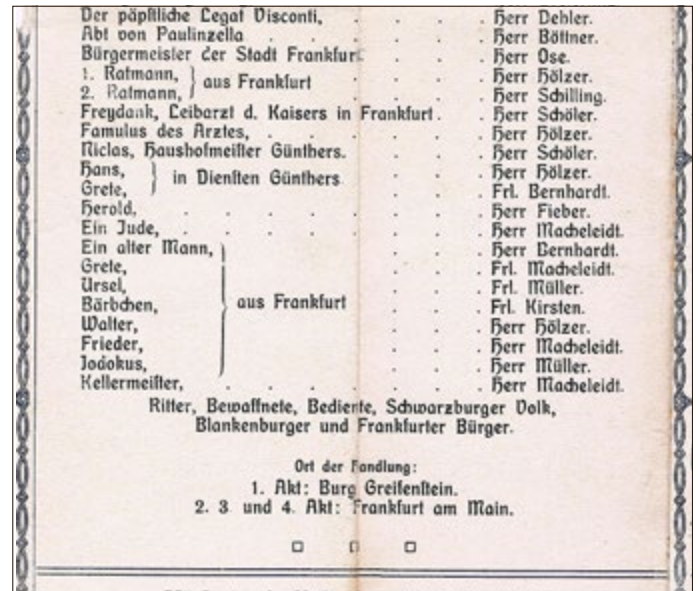 Der päpstliche Legat Visconti, . . . . Herr Dehler.
Abt von Paulinzella . . . . . . Herr Böttner.
Bürgermeister der Stadt Frankfurt . . . Herr Ose.
1. Ratmann, } aus Frankfurt . . . Herr Hölzer.
2. Ratmann, } . . . Herr Schilling.
Freydank, Leibarzt d. Kaisers in Frankfurt . . Herr Schöler.
Famulus des Arztes, . . . . . . Herr Hölzer.
Niclas, Haushofmeister Günthers. . . . Herr Schöler.
Hans, } in Diensten Günthers . . . Herr Hölzer.
Grete, } . . . Frl. Bernhardt.
Herold, . . . . . . . Herr Fieber.
Ein Jude, . . . . . . . Herr Macheleidt.
Ein alter Mann, . . . Herr Bernhardt.
Grete, . . . Frl. Macheleidt.
Ursel, . . . Frl. Müller.
Bärbchen, } aus Frankfurt . . . Frl. Kirsten.
Walter, . . . Herr Hölzer.
Frieder, . . . Herr Macheleidt.
Jodokus, . . . Herr Müller.
Kellermeister, . . . . . . . Herr Macheleidt.
Ritter, Bewaffnete, Bediente, Schwarzburger Volk,
Blankenburger und Frankfurter Bürger.
Ort der Handlung:
1. Akt: Burg Greifenstein.
2. 3 und 4. Akt: Frankfurt am Main.